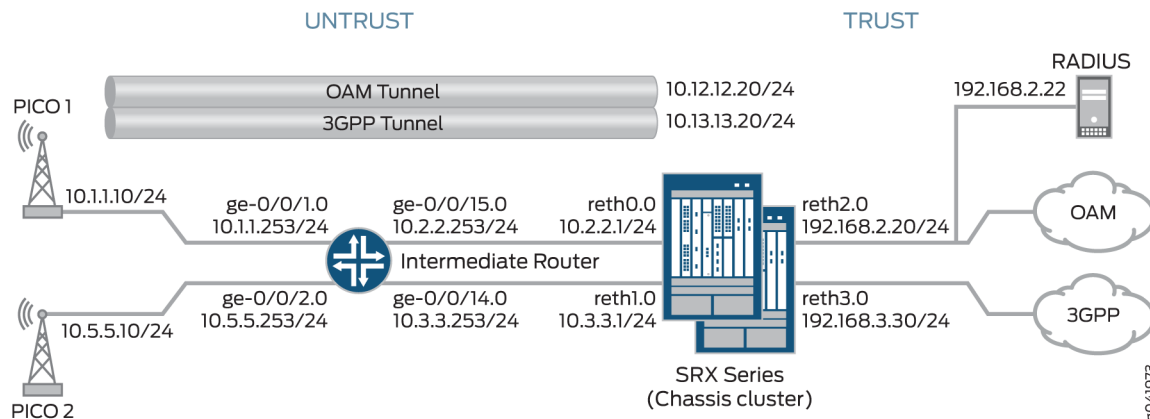 UNTRUST
TRUST
RADIUS
192.168.2.22
OAM Tunnel
10.12.12.20/24
3GPP Tunnel
10.13.13.20/24
PICO 1
10.1.1.10/24
ge-0/0/1.0
10.1.1.253/24
ge-0/0/15.0
10.2.2.253/24
reth0.0
10.2.2.1/24
reth2.0
192.168.2.20/24
OAM
Intermediate Router
ge-0/0/2.0
10.5.5.253/24
ge-0/0/14.0
10.3.3.253/24
reth1.0
10.3.3.1/24
reth3.0
192.168.3.30/24
3GPP
10.5.5.10/24
PICO 2
SRX Series
(Chassis cluster)